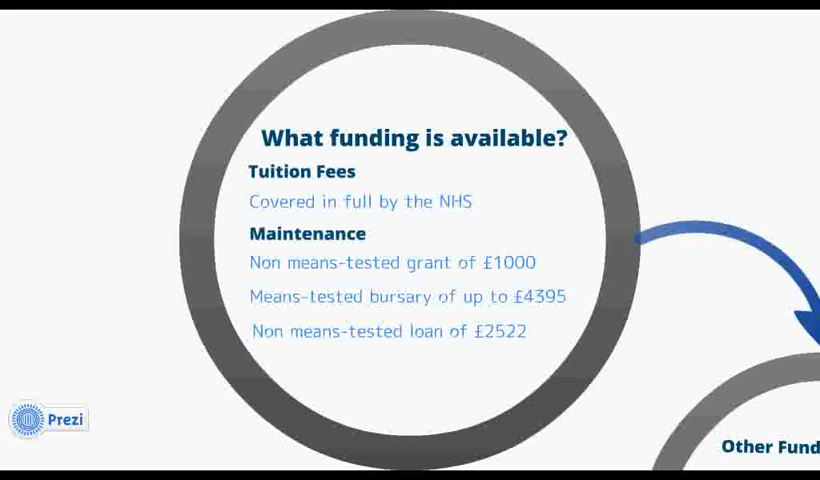 What funding is available?
Tuition Fees
Covered in full by the NHS
Maintenance
Non means-tested grant of £1000
Means-tested bursary of up to £4395
Non means-tested loan of £2522
Prezi
Other Fund